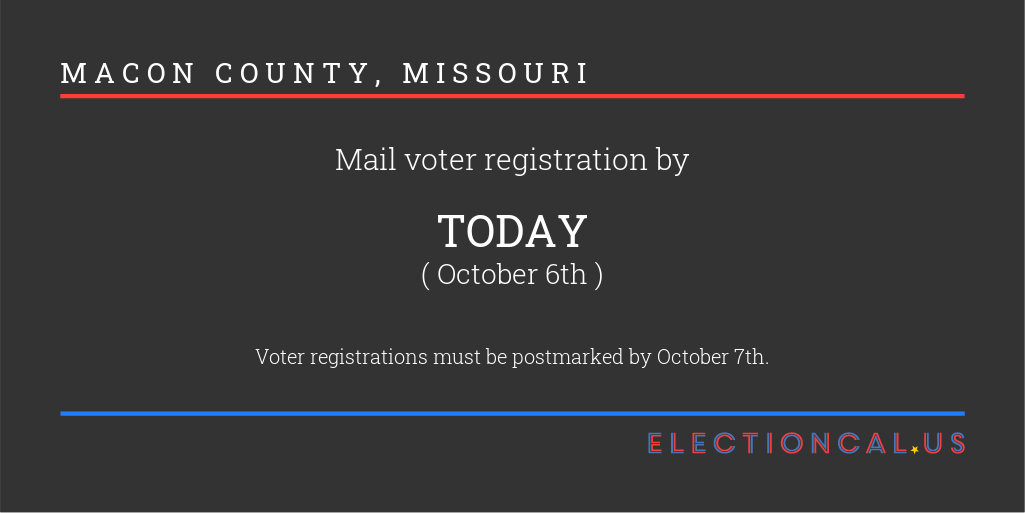 MACON COUNTY, MISSOURI
Mail voter registration by
TODAY
( October 6th )
Voter registrations must be postmarked by October 7th.
ELECTIONCAL.US